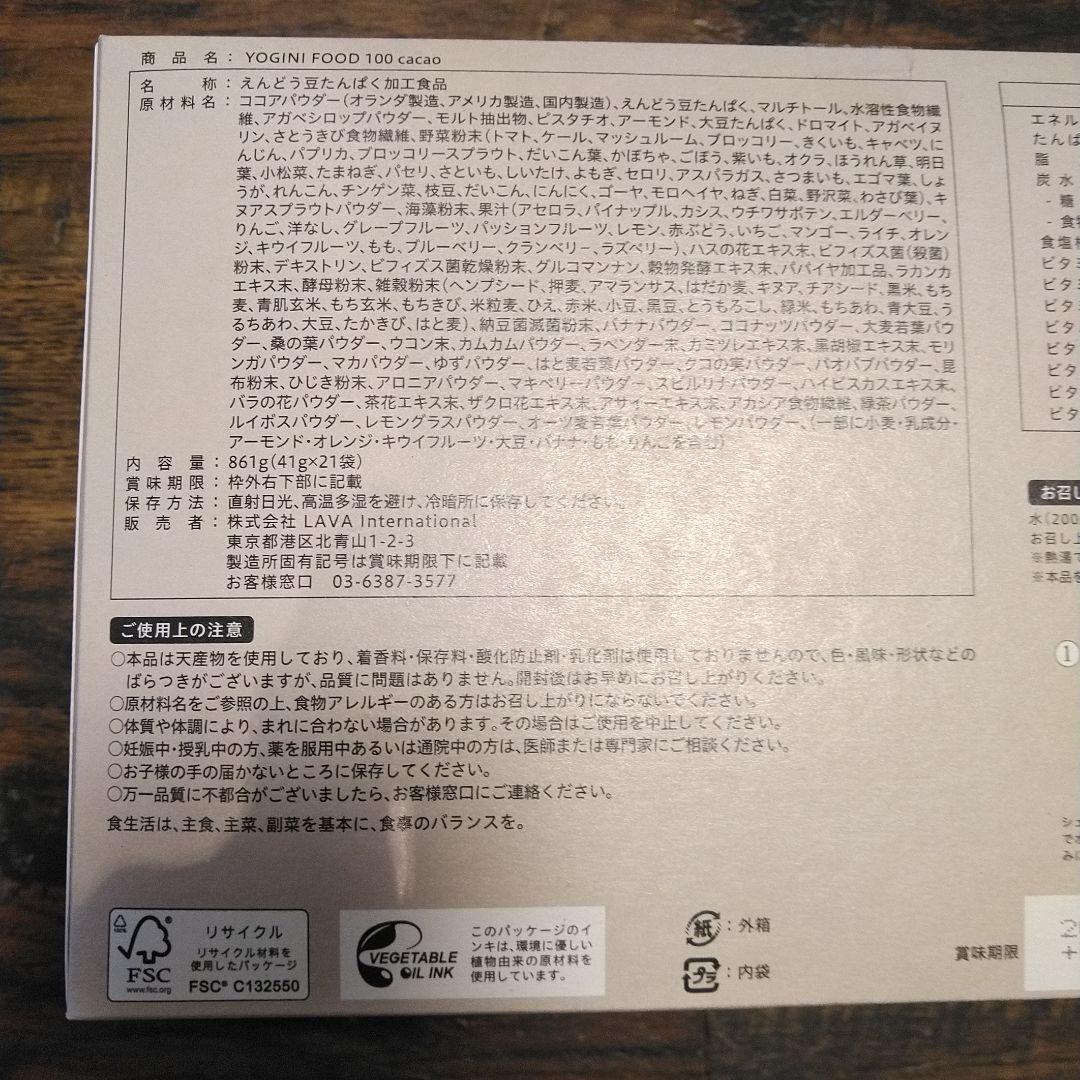 商品名： YOGINI FOOD 100 cacao
名称：えんどう豆たんぱく加工食品
原材料名：ココアパウダー（オランダ製造、アメリカ製造、国内製造）、えんどう豆たんぱく、マルチトール、水溶性食物繊
維、アガベシロップパウダー、モルト抽出物、ピスタチオ、アーモンド、大豆たんぱく、ドロマイト、アガベイヌ
リン、さとうきび食物繊維、野菜粉末（トマト、ケール、マッシュルーム、ブロッコリー、きくいも、キャベツ、に
んじん、パプリカ、ブロッコリースプラウト、だいこん葉、かぼちゃ、ごぼう、紫いも、オクラ、ほうれん草、明日
葉、小松菜、たまねぎ、パセリ、さといも、しいたけ、よもぎ、セロリ、アスパラガス、さつまいも、エゴマ葉、しょ
うが、れんこん、チンゲン菜、枝豆、だいこん、にんにく、ゴーヤ、モロヘイヤ、ねぎ、白菜、野沢菜、わさび葉）、キ
ヌアスプラウトパウダー、海藻粉末、果汁（アセロラ、パイナップル、カシス、ウチワサボテン、エルダーベリー、
りんご、洋なし、グレープフルーツ、パッションフルーツ、レモン、赤ぶどう、いちご、マンゴー、ライチ、オレン
ジ、キウイフルーツ、もも、ブルーベリー、クランベリー、ラズベリー）、ハスの花エキス末、ビフィズス菌（殺菌）
粉末、デキストリン、ビフィズス菌乾燥粉末、グルコマンナン、穀物発酵エキス末、パパイヤ加工品、ラカンカ
エキス末、酵母粉末、雑穀粉末（ヘンプシード、押麦、アマランサス、はだか麦、キヌア、チアシード、黒米、もち
麦、青肌玄米、もち玄米、もちきび、米粒麦、ひえ、赤米、小豆、黒豆、とうもろこし、緑米、もちあわ、青大豆、う
るちあわ、大豆、たかきび、はと麦）、納豆菌滅菌粉末、バナナパウダー、ココナッツパウダー、大麦若葉パウ
ダー、桑の葉パウダー、ウコン末、カムカムパウダー、ラベンダー末、カミツレエキス末、黒胡椒エキス末、モリ
ンガパウダー、マカパウダー、ゆずパウダー、はと麦若葉パウダー、クコの実パウダー、バオバブパウダー、昆
布粉末、ひじき粉末、アロニアパウダー、マキベリーパウダー、スピルリナパウダー、ハイビスカスエキス末、
バラの花パウダー、茶花エキス末、ザクロ花エキス末、アサイーエキス末、アカシア食物繊維、緑茶パウダー、
ルイボスパウダー、レモングラスパウダー、オーツ麦若葉パウダー、レモンパウダー、（一部に小麦・乳成分・
アーモンド・オレンジ・キウイフルーツ・大豆・バナナ・もも・りんごを含む）
内容量：861g（41g×21袋）
賞味期限：枠外右下部に記載
保存方法：直射日光、高温多湿を避け、冷暗所に保存してください。
販売者：株式会社 LAVA International
東京都港区北青山1-2-3
製造所固有記号は賞味期限下に記載
お客様窓口 03-6387-3577
ご使用上の注意
○本品は天産物を使用しており、着香料・保存料・酸化防止剤・乳化剤は使用しておりませんので、色・風味・形状などの
ばらつきがございますが、品質に問題はありません。開封後はお早めにお召し上がりください。
○原材料名をご参照の上、食物アレルギーのある方はお召し上がりにならないでください。
○体質や体調により、まれに合わない場合があります。その場合はご使用を中止してください。
○妊娠中・授乳中の方、薬を服用中あるいは通院中の方は、医師または専門家にご相談ください。
○お子様の手の届かないところに保存してください。
○万一品質に不都合がございましたら、お客様窓口にご連絡ください。
食生活は、主食、主菜、副菜を基本に、食事のバランスを。
100%
FSC
www.fsc.org
リサイクル
リサイクル材料を
使用したパッケージ
FSC® C132550
VEGETABLE
OIL INK
このパッケージのイ
ンキは、環境に優しい
植物由来の原材料を
使用しています。
紙：外箱
プラ：内袋
賞味期限
エネル
たんぱ
脂
炭水
- 糖
- 食物
食塩相
ビタミ
ビタミ
ビタ
ビタ
ビタ
ビタ
ビタ
ビタ
お召し
水（200
お召し上
※熱湯で
※本品を
①
シェ
でお
みに